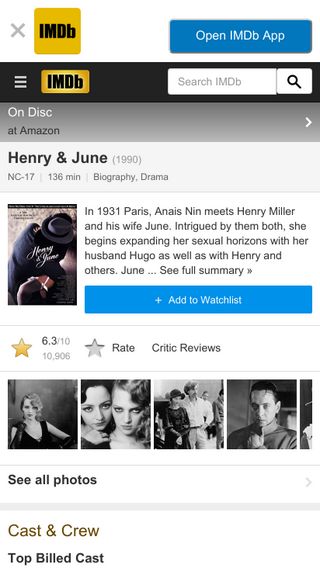 IMDb
Open IMDb App
IMDb
Search IMDb
On Disc
at Amazon
Henry & June (1990)
NC-17 | 136 min | Biography, Drama
Henry & June
In 1931 Paris, Anais Nin meets Henry Miller
and his wife June. Intrigued by them both, she
begins expanding her sexual horizons with her
husband Hugo as well as with Henry and
others. June ... See full summary »
+ Add to Watchlist
6.3/10
10,906
Rate
Critic Reviews
See all photos
Cast & Crew
Top Billed Cast